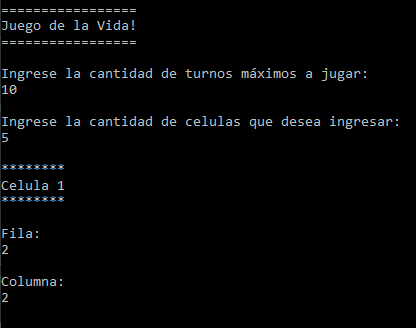 =================
Juego de la Vida!
=================
Ingrese la cantidad de turnos máximos a jugar:
10
Ingrese la cantidad de celulas que desea ingresar:
5
********
Celula 1
********
Fila:
2
Columna:
2